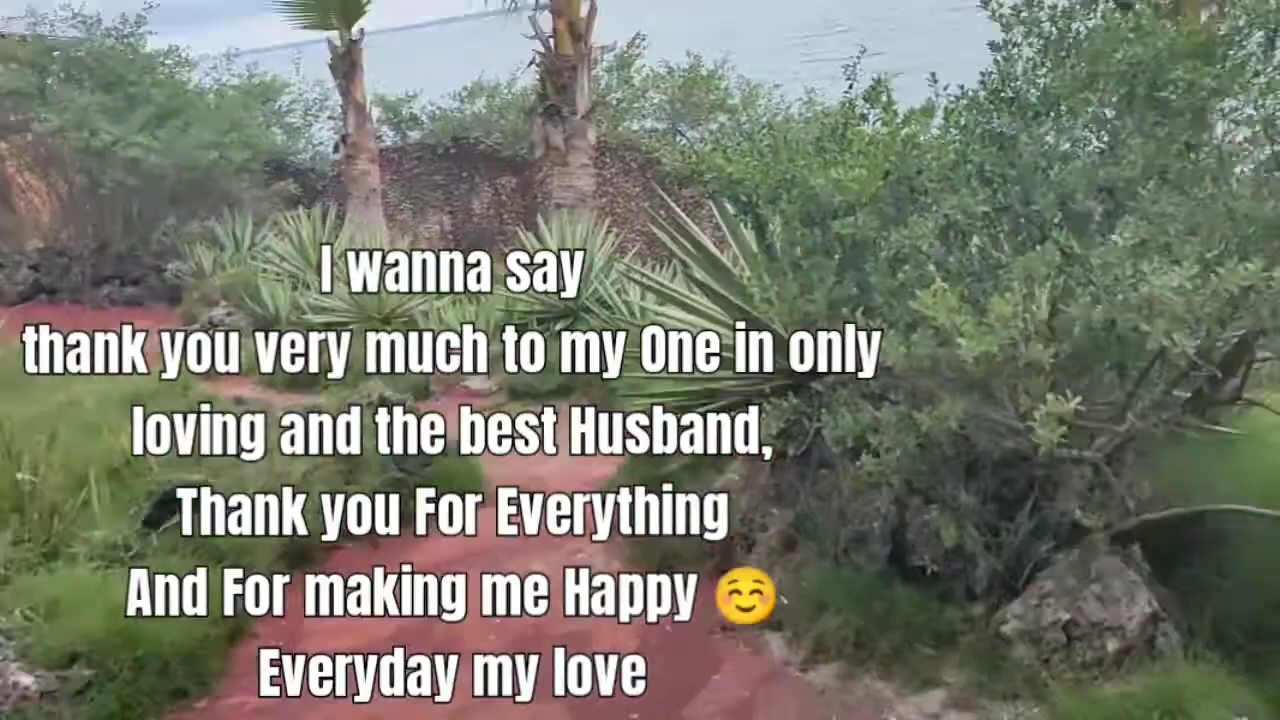 I wanna say
thank you very much to my One in only
loving and the best Husband,
Thank you For Everything
And For making me Happy ☺️
Everyday my love